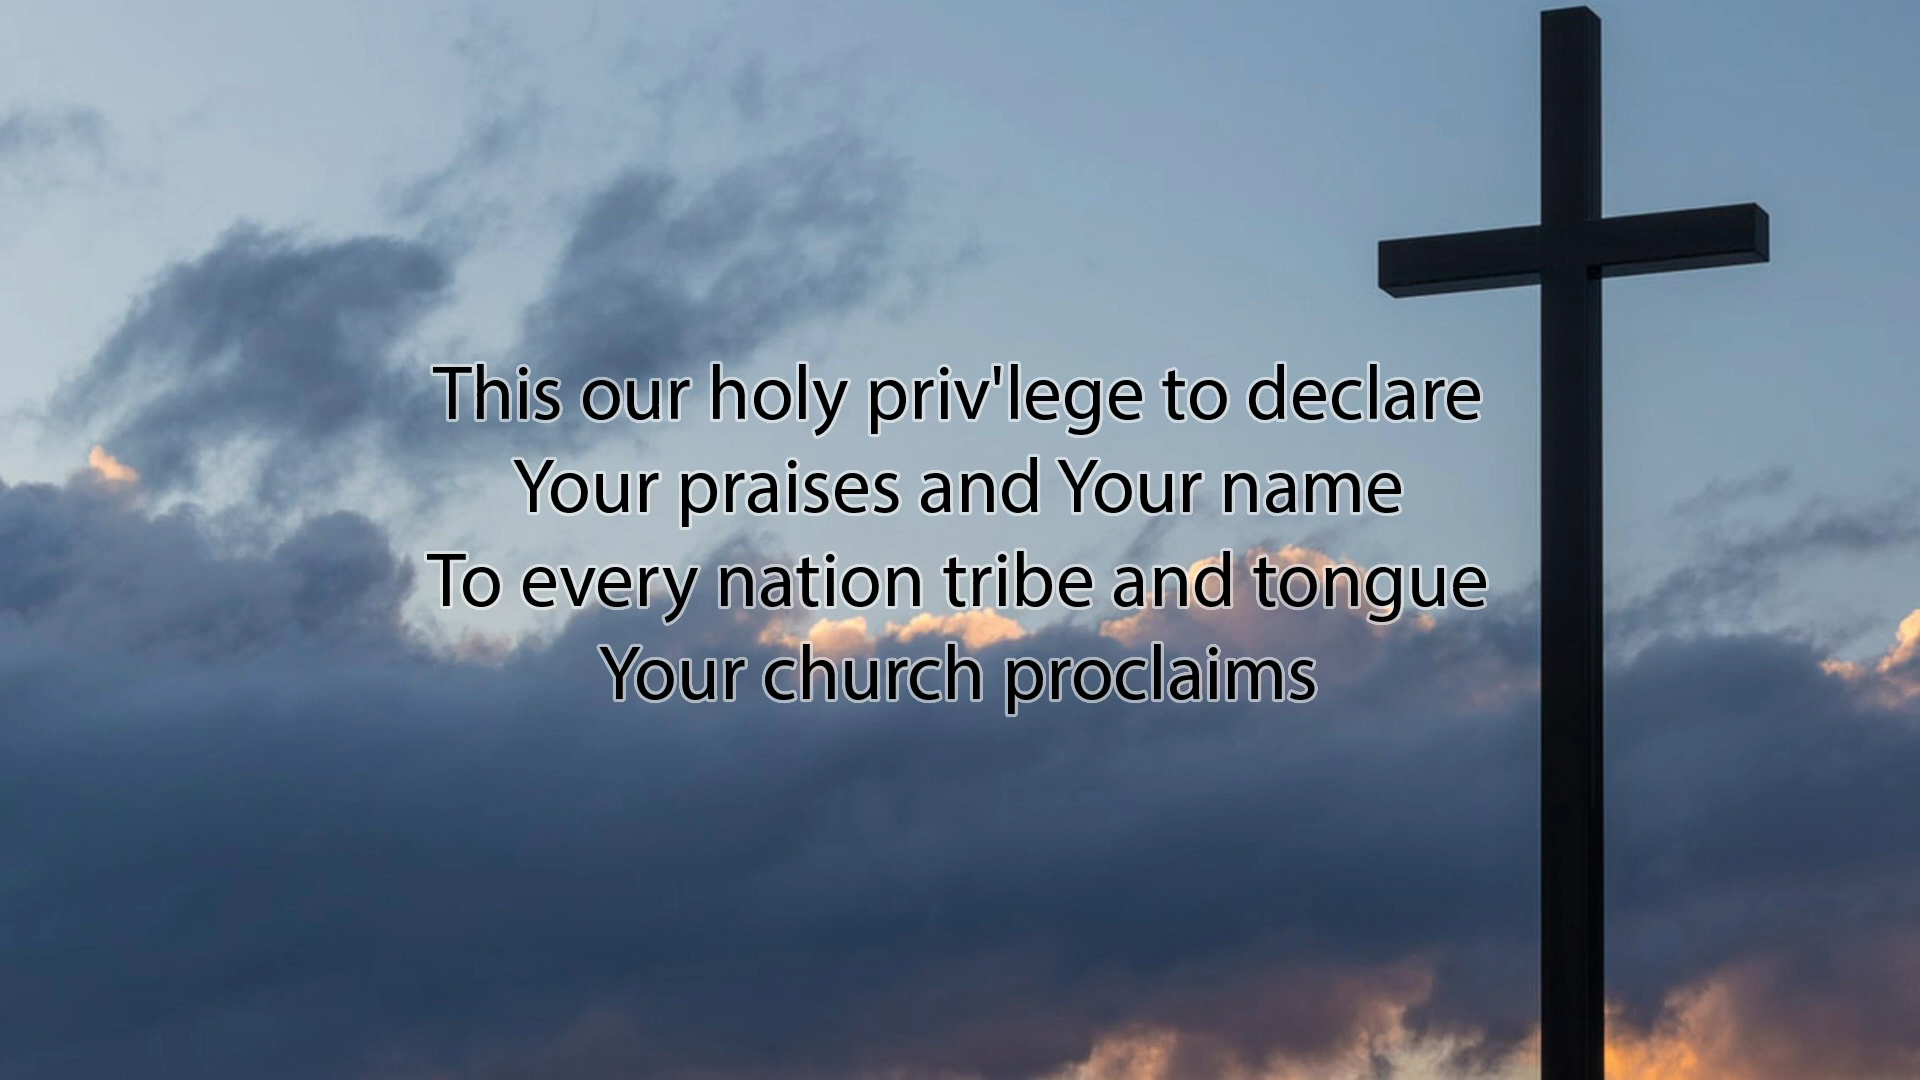 This our holy priv'lege to declare
Your praises and Your name
To every nation tribe and tongue
Your church proclaims